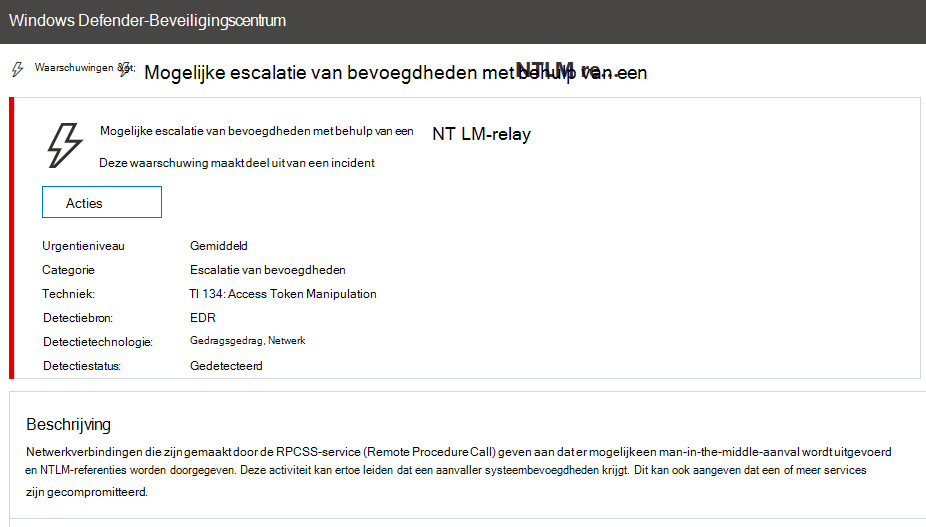 Windows Defender-Beveiligingscentrum
Waarschuwingen &gt; Mogelijke escalatie van bevoegdheden met behulp van een NTLM re...
Mogelijke escalatie van bevoegdheden met behulp van een NT LM-relay
Deze waarschuwing maakt deel uit van een incident
Acties
Urgentieniveau Gemiddeld
Categorie Escalatie van bevoegdheden
Techniek: TI 134: Access Token Manipulation
Detectiebron: EDR
Detectietechnologie: Gedragsgedrag, Netwerk
Detectiestatus: Gedetecteerd
Beschrijving
Netwerkverbindingen die zijn gemaakt door de RPCSS-service (Remote Procedure Call) geven aan dat er mogelijk een man-in-the-middle-aanval wordt uitgevoerd
en NTLM-referenties worden doorgegeven. Deze activiteit kan ertoe leiden dat een aanvaller systeembevoegdheden krijgt. Dit kan ook aangeven dat een of meer services
zijn gecompromitteerd.